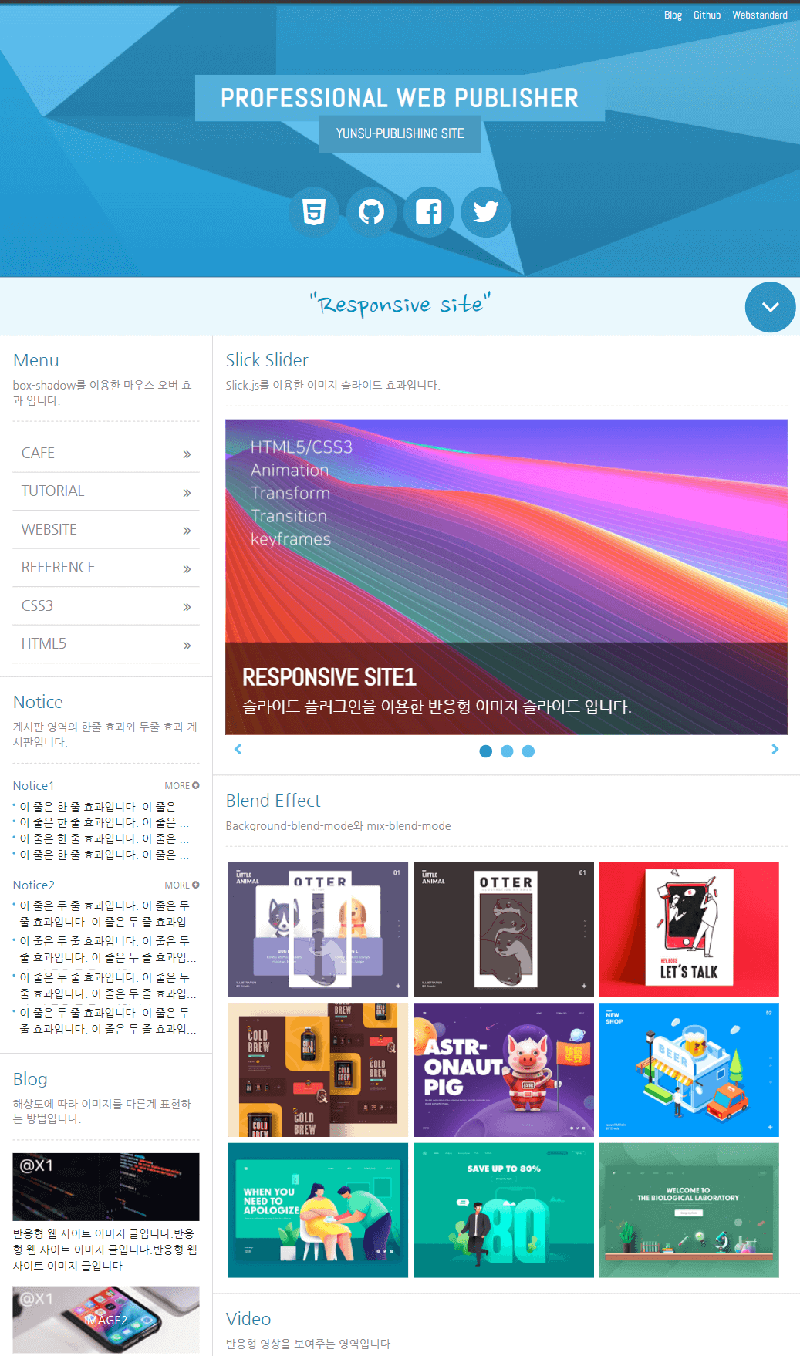 Blog Github Webstandard
PROFESSIONAL WEB PUBLISHER
YUNSU-PUBLISHING SITE
"Responsive site"
Menu
box-shadow를 이용한 마우스 오버 효
과 입니다.
CAFE »
TUTORIAL »
WEBSITE »
REFERENCE »
CSS3 »
HTML5 »
Notice
게시판 영역의 한줄 효과와 두줄 효과 게
시판입니다.
Notice1 MORE
이 줄은 한 줄 효과입니다. 이 줄은
이 줄은 한 줄 효과입니다. 이 줄은 ...
이 줄은 한 줄 효과입니다. 이 줄은 ...
이 줄은 한 줄 효과입니다. 이 줄은 ...
Notice2 MORE
이 줄은 두 줄 효과입니다. 이 줄은 두
줄 효과입니다. 이 줄은 두 줄 효과입
이 줄은 두 줄 효과입니다. 이 줄은 두
줄 효과입니다. 이 줄은 두 줄 효과입...
이 줄은 두 줄 효과입니다. 이 줄은 두
줄 효과입니다. 이 줄은 두 줄 효과입...
이 줄은 두 줄 효과입니다. 이 줄은 두
줄 효과입니다. 이 줄은 두 줄 효과입...
Blog
해상도에 따라 이미지를 다르게 표현하
는 방법입니다.
@X1
반응형 웹 사이트 이미지 글입니다.반응
형 웹 사이트 이미지 글입니다.반응형 웹
사이트 이미지 글입니다
@X1
IMAGE2
Slick Slider
Slick.js를 이용한 이미지 슬라이드 효과입니다.
HTML5/CSS3
Animation
Transform
Transition
keyframes
RESPONSIVE SITE1
슬라이드 플러그인을 이용한 반응형 이미지 슬라이드 입니다.
Blend Effect
Background-blend-mode와 mix-blend-mode
LITTLE
ANIMAL
OTTER
01
LITTLE
ANIMAL
OTTER
01
LET'S TALK
COLD
BREW
COLD
BREW
ASTR-
ONAUT
PIG
NEW
SHOP
BEER
WHEN YOU
NEED TO
APOLOGIZE
SAVE UP TO 80%
80
WELCOME TO
THE BIOLOGICAL LABORATORY
Video
반응형 영상을 보여주는 영역입니다